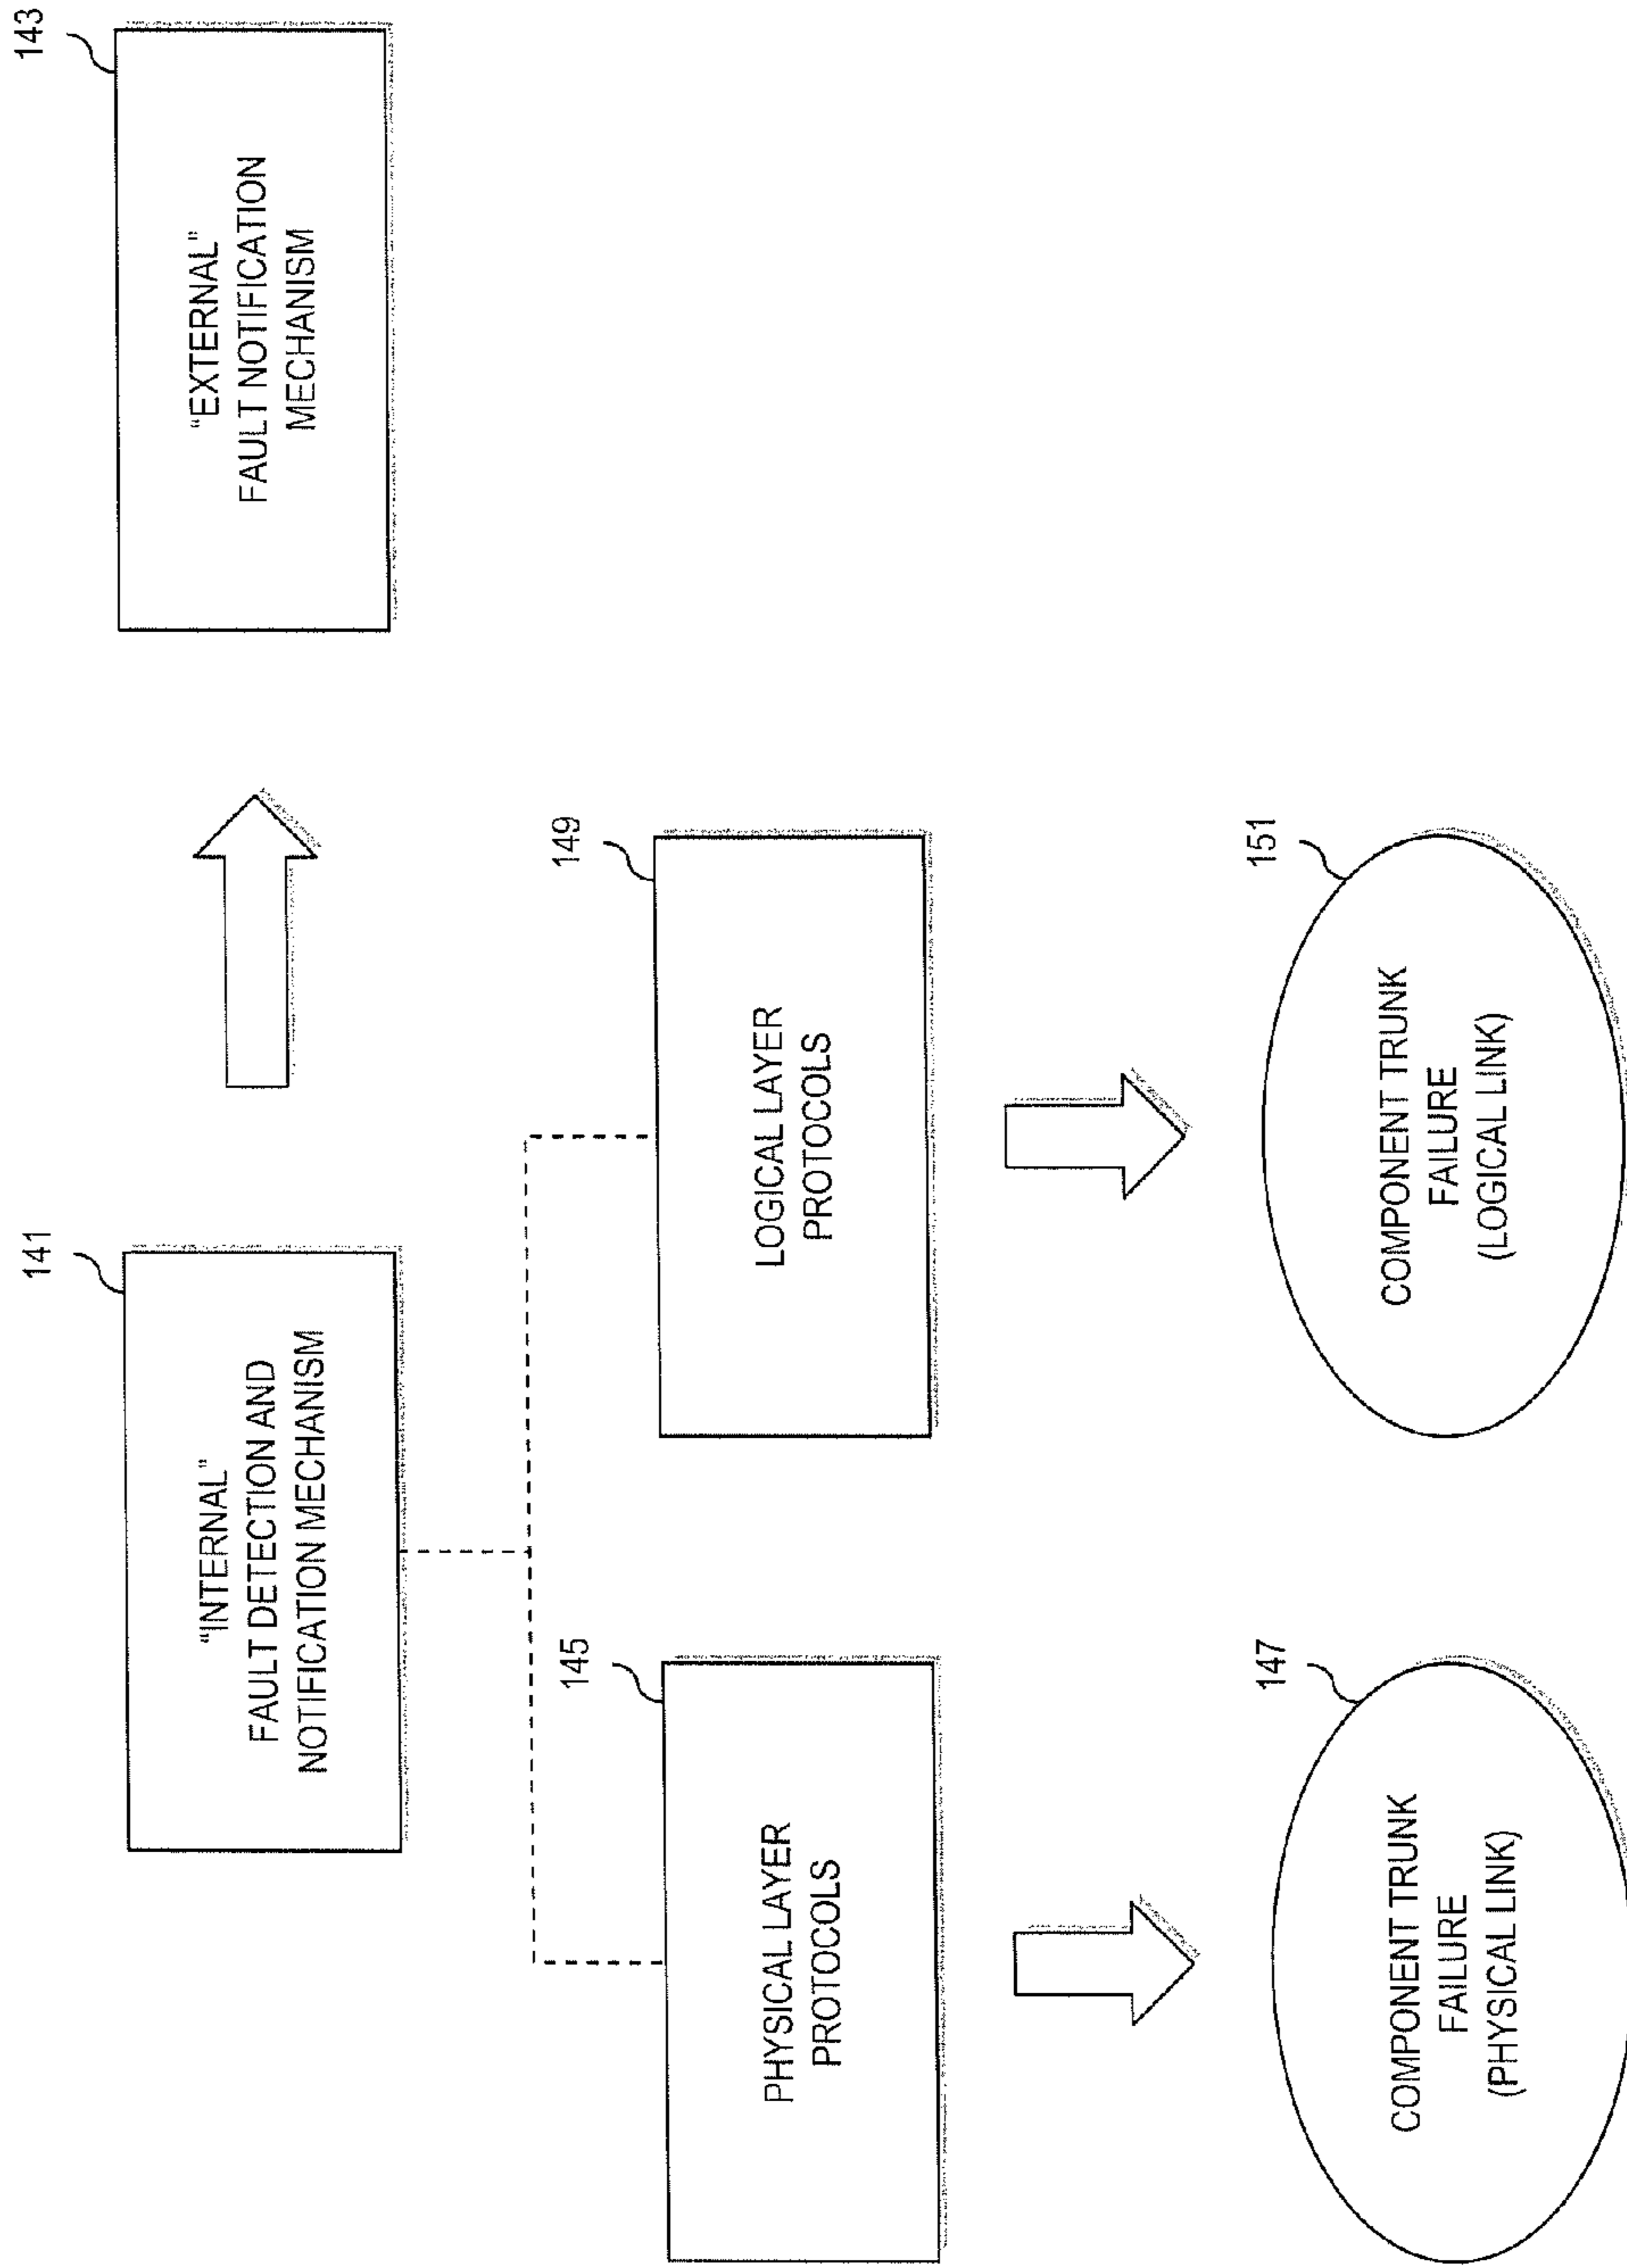 141
"INTERNAL"
FAULT DETECTION AND
NOTIFICATION MECHANISM
143
"EXTERNAL"
FAULT NOTIFICATION
MECHANISM
145
PHYSICAL LAYER
PROTOCOLS
149
LOGICAL LAYER
PROTOCOLS
147
COMPONENT TRUNK
FAILURE
(PHYSICAL LINK)
151
COMPONENT TRUNK
FAILURE
(LOGICAL LINK)